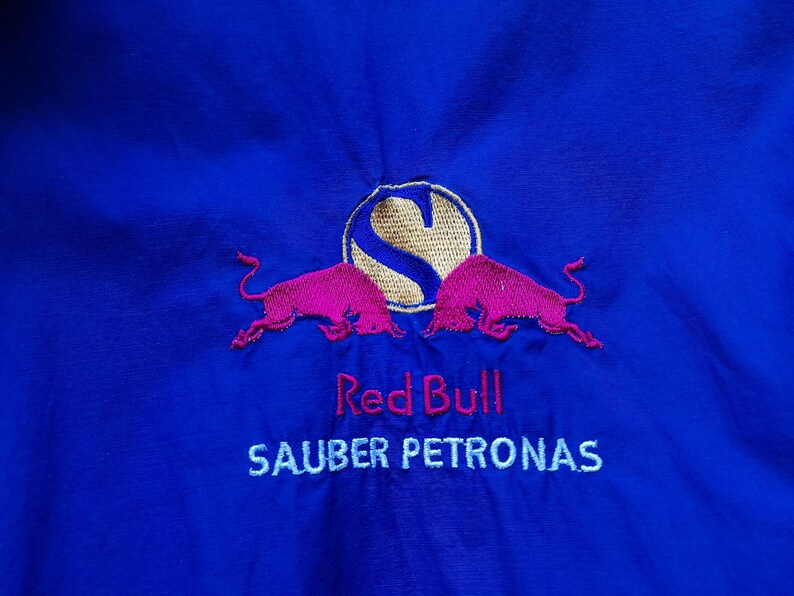 S
Red Bull
SAUBER PETRONAS